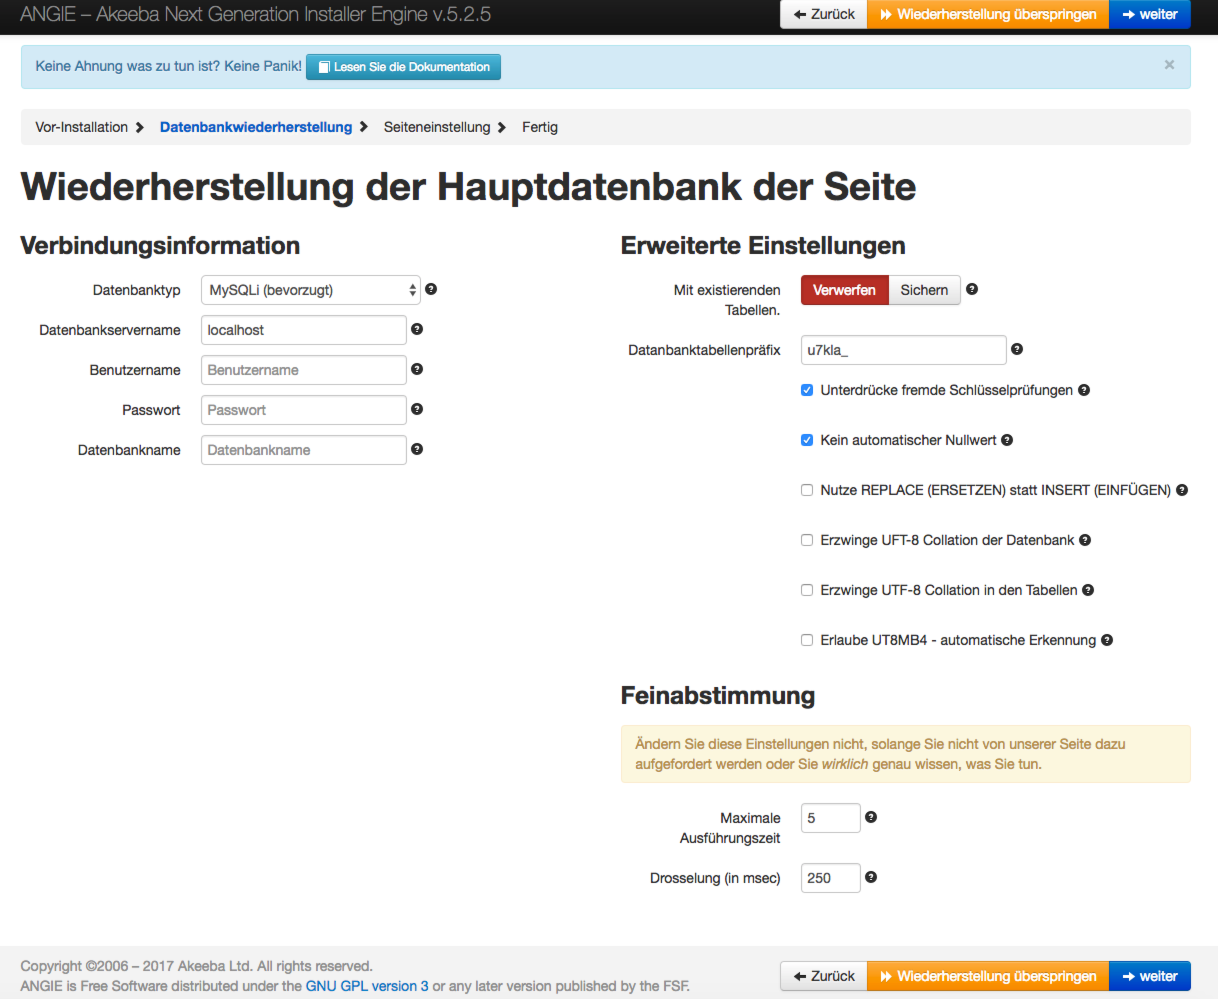 ANGIE – Akeeba Next Generation Installer Engine v.5.2.5
Zurück
Wiederherstellung überspringen
weiter
Keine Ahnung was zu tun ist? Keine Panik! Lesen Sie die Dokumentation ×
Vor-Installation Datenbankwiederherstellung Seiteneinstellung Fertig
Wiederherstellung der Hauptdatenbank der Seite
Verbindungsinformation
Datenbanktyp MySQLi (bevorzugt)
Datenbankservername localhost
Benutzername Benutzername
Passwort Passwort
Datenbankname Datenbankname
Erweiterte Einstellungen
Mit existierenden
Tabellen.
Verwerfen Sichern
Datanbanktabellenpräfix u7kla_
Unterdrücke fremde Schlüsselprüfungen
Kein automatischer Nullwert
Nutze REPLACE (ERSETZEN) statt INSERT (EINFÜGEN)
Erzwinge UFT-8 Collation der Datenbank
Erzwinge UTF-8 Collation in den Tabellen
Erlaube UT8MB4 - automatische Erkennung
Feinabstimmung
Ändern Sie diese Einstellungen nicht, solange Sie nicht von unserer Seite dazu
aufgefordert werden oder Sie wirklich genau wissen, was Sie tun.
Maximale
Ausführungszeit
5
Drosselung (in msec) 250
Copyright ©2006 – 2017 Akeeba Ltd. All rights reserved.
ANGIE is Free Software distributed under the GNU GPL version 3 or any later version published by the FSF.
Zurück
Wiederherstellung überspringen
weiter